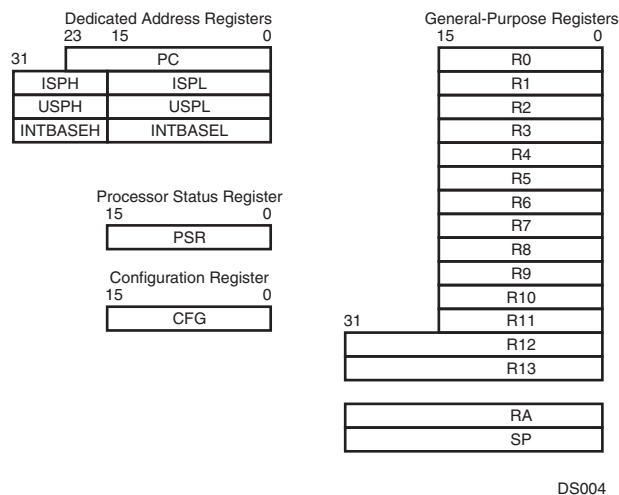 Dedicated Address Registers
23 15 0
31 PC
ISPH ISPL
USPH USPL
INTBASEH INTBASEL
Processor Status Register
15 0
PSR
Configuration Register
15 0
CFG
General-Purpose Registers
15 0
R0
R1
R2
R3
R4
R5
R6
R7
R8
R9
R10
31 R11
R12
R13
RA
SP
DS004